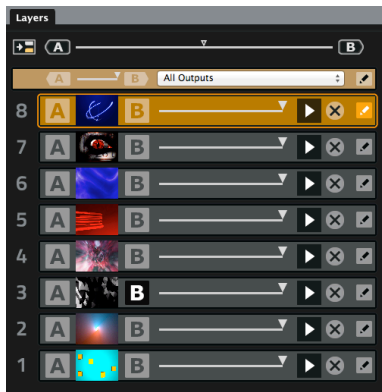 Layers
A B
A B All Outputs
8 A B
7 A B
6 A B
5 A B
4 A B
3 A B
2 A B
1 A B